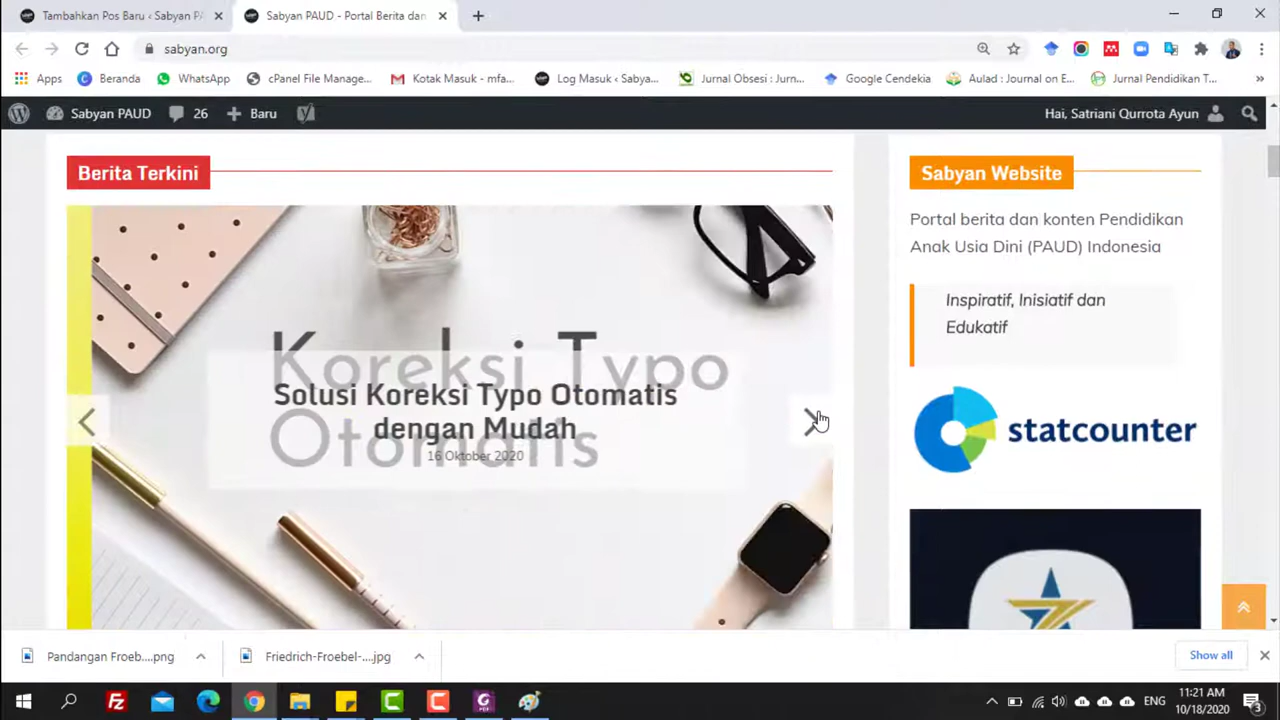 Tambahkan Pos Baru ‹ Sabyan PA
Sabyan PAUD - Portal Berita dan
sabyan.org
Apps
Beranda
WhatsApp
cPanel File Manage...
Kotak Masuk - mfa...
Log Masuk ‹ Sabya...
Jurnal Obsesi : Jurn...
Google Cendekia
Aulad : Journal on E...
Jurnal Pendidikan T...
Sabyan PAUD
26
Baru
Hai, Satriani Qurrota Ayun
Berita Terkini
Koreksi Typo
Otomatis
Solusi Koreksi Typo Otomatis
dengan Mudah
16 Oktober 2020
Sabyan Website
Portal berita dan konten Pendidikan
Anak Usia Dini (PAUD) Indonesia
Inspiratif, Inisiatif dan
Edukatif
statcounter
Pandangan Froeb....png
Friedrich-Froebel-....jpg
Show all
ENG
11:21 AM
10/18/2020
3